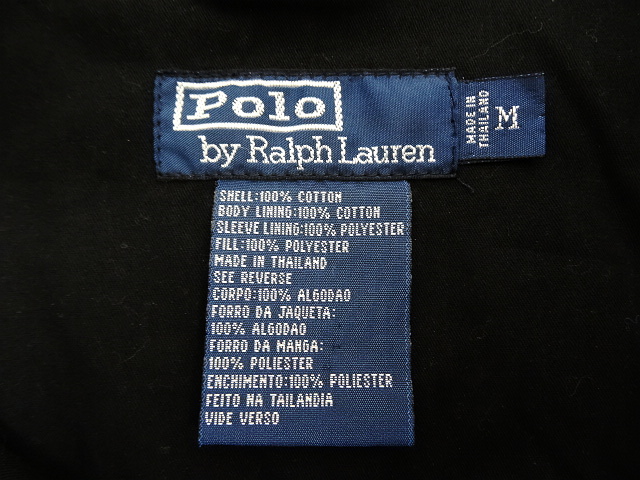 Polo
by Ralph Lauren
MADE IN
THAILAND
M
SHELL:100% COTTON
BODY LINING:100% COTTON
SLEEVE LINING:100% POLYESTER
FILL:100% POLYESTER
MADE IN THAILAND
SEE REVERSE
CORPO:100% ALGODAO
FORRO DA JAQUETA:
100% ALGODAO
FORRO DA MANGA:
100% POLIESTER
ENCHIMENTO:100% POLIESTER
FEITO NA TAILANDIA
VIDE VERSO